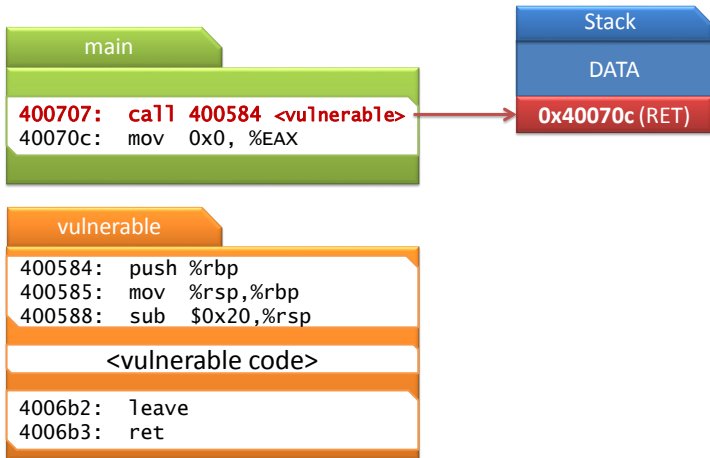 main
400707: call 400584 <vulnerable>
40070c: mov 0x0, %EAX
Stack
DATA
0x40070c (RET)
vulnerable
400584: push %rbp
400585: mov %rsp,%rbp
400588: sub $0x20,%rsp
<vulnerable code>
4006b2: leave
4006b3: ret